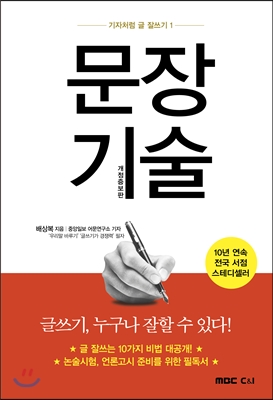 기자처럼 글 잘쓰기 1
문장
기술
개정증보판
배상복 지음 | 중앙일보 어문연구소 기자
'우리말 바루기' '글쓰기가 경쟁력' 필자
10년 연속
전국 서점
스테디셀러
글쓰기, 누구나 잘할 수 있다!
★ 글 잘쓰는 10가지 비법 대공개! ★
★ 논술시험, 언론고시 준비를 위한 필독서 ★
yes24
MBC C&I